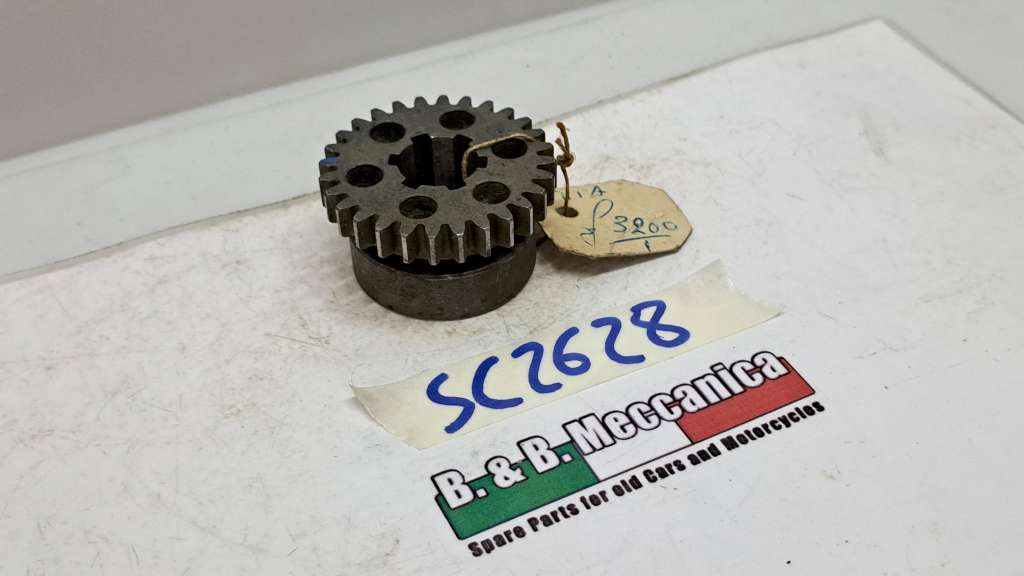 3200
SC2628
B. & B. Meccanica
Spare Parts for old Cars and Motorcycles